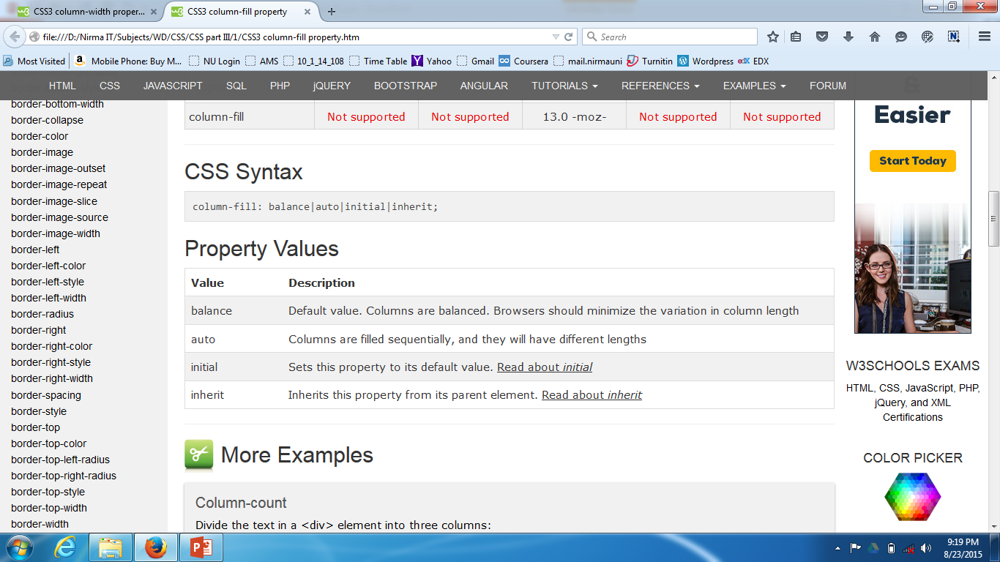 CSS3 column-width proper...
CSS3 column-fill property
file:///D:/Nirma IT/Subjects/WD/CSS/CSS part III/1/CSS3 column-fill property.htm
Search
Most Visited
Mobile Phone: Buy M...
NU Login
AMS
10_1_14_108
Time Table
Yahoo
Gmail
Coursera
mail.nirmauni
Turnitin
Wordpress
EDX
HTML
CSS
JAVASCRIPT
SQL
PHP
jQUERY
BOOTSTRAP
ANGULAR
TUTORIALS
REFERENCES
EXAMPLES
FORUM
border-bottom-width
border-collapse
border-color
border-image
border-image-outset
border-image-repeat
border-image-slice
border-image-source
border-image-width
border-left
border-left-color
border-left-style
border-left-width
border-radius
border-right
border-right-color
border-right-style
border-right-width
border-spacing
border-style
border-top
border-top-color
border-top-left-radius
border-top-right-radius
border-top-style
border-top-width
border-width
column-fill Not supported Not supported 13.0 -moz- Not supported Not supported
CSS Syntax
column-fill: balance|auto|initial|inherit;
Property Values
Value Description
balance Default value. Columns are balanced. Browsers should minimize the variation in column length
auto Columns are filled sequentially, and they will have different lengths
initial Sets this property to its default value. Read about initial
inherit Inherits this property from its parent element. Read about inherit
More Examples
Column-count
Divide the text in a <div> element into three columns:
&
Easier
Start Today
W3SCHOOLS EXAMS
HTML, CSS, JavaScript, PHP,
jQuery, and XML
Certifications
COLOR PICKER
9:19 PM
8/23/2015